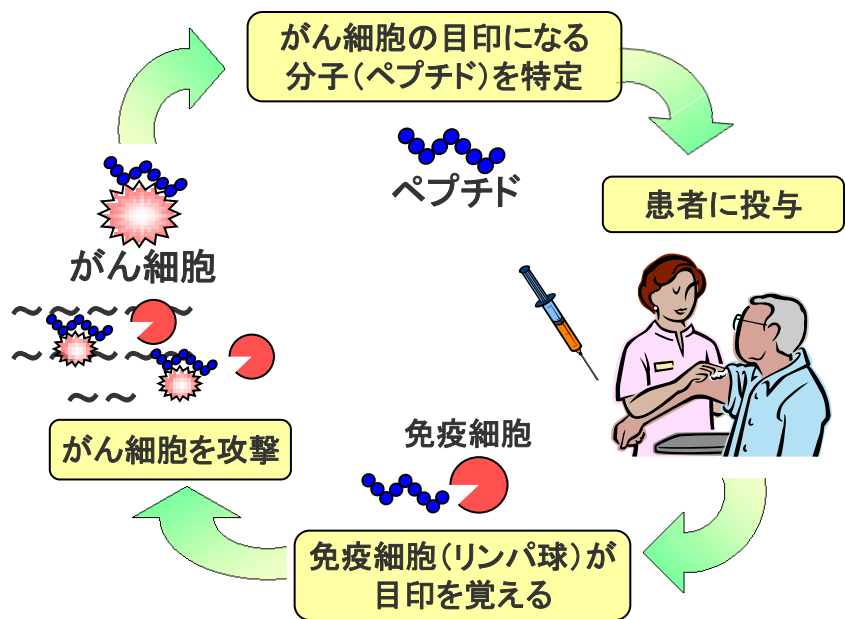 がん細胞の目印になる
分子(ペプチド)を特定
ペプチド
患者に投与
がん細胞
免疫細胞
がん細胞を攻撃
免疫細胞(リンパ球)が
目印を覚える